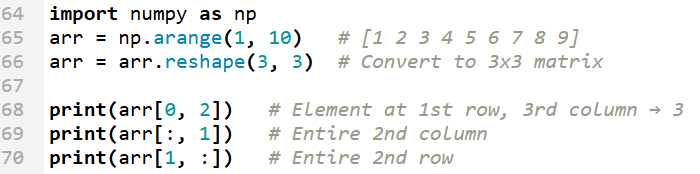 64 import numpy as np
65 arr = np.arange(1, 10)   # [1 2 3 4 5 6 7 8 9]
66 arr = arr.reshape(3, 3)  # Convert to 3x3 matrix
67
68 print(arr[0, 2])   # Element at 1st row, 3rd column → 3
69 print(arr[:, 1])   # Entire 2nd column
70 print(arr[1, :])   # Entire 2nd row